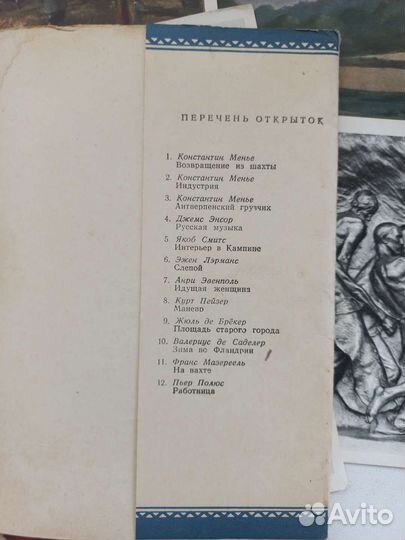 ПЕРЕЧЕНЬ ОТКРЫТОК
1. Константин Менье
Возвращение из шахты
2. Константин Менье
Индустрия
3. Константин Менье
Антверпенский грузчик
4. Джемс Энсор
Русская музыка
5 Якоб Смитс
Интерьер в Кампине
6. Эжен Лэрманс
Слепой
7. Анри Эвенполь
Идущая женщина
8. Курт Пейзер
Маневр
9. Жюль де Брёкер
Площадь старого города
10. Валериус де Саделер
Зима во Фландрии
11. Франс Мазереель
На вахте
12. Пьер Полюс
Работница
Avito